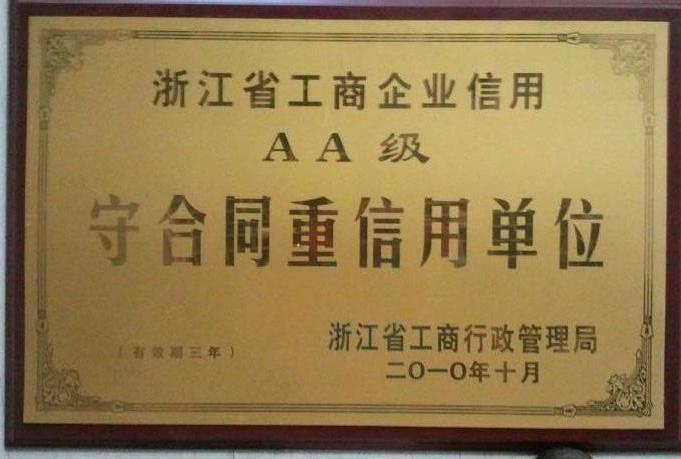 浙江省工商企业信用
AA级
守合同重信用单位
(有效期三年)
浙江省工商行政管理局
二〇一〇年十月